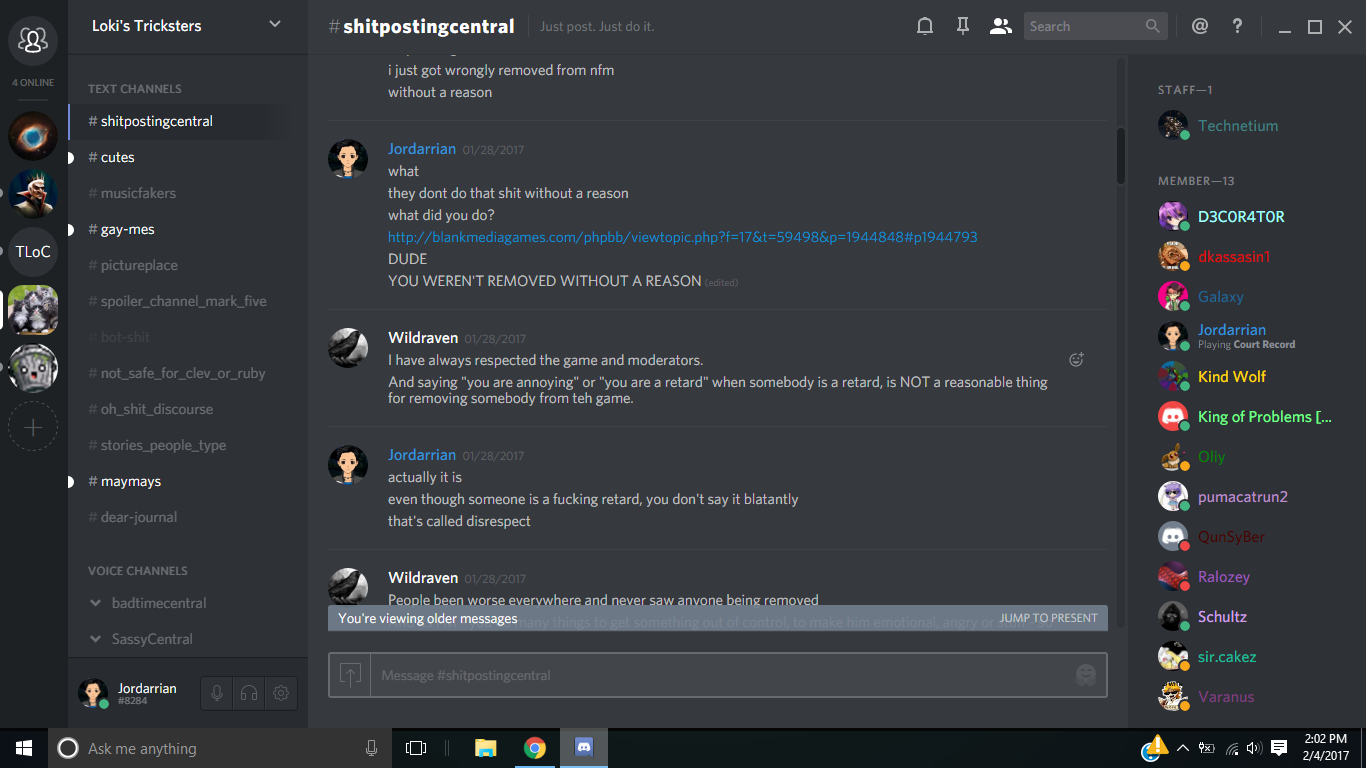 Loki's Tricksters
#shitpostingcentral
Just post. Just do it.
Search
4 ONLINE
TLoC
TEXT CHANNELS
# shitpostingcentral
# cutes
# musicfakers
# gay-mes
# pictureplace
# spoiler_channel_mark_five
# bot-shit
# not_safe_for_clev_or_ruby
# oh_shit_discourse
# stories_people_type
# maymays
# dear-journal
VOICE CHANNELS
badtimecentral
SassyCentral
Jordarrian
#8284
i just got wrongly removed from nfm
without a reason
Jordarrian 01/28/2017
what
they dont do that shit without a reason
what did you do?
http://blankmediagames.com/phpbb/viewtopic.php?f=17&t=59498&p=1944848#p1944793
DUDE
YOU WEREN'T REMOVED WITHOUT A REASON (edited)
Wildraven 01/28/2017
I have always respected the game and moderators.
And saying "you are annoying" or "you are a retard" when somebody is a retard, is NOT a reasonable thing
for removing somebody from teh game.
Jordarrian 01/28/2017
actually it is
even though someone is a fucking retard, you don't say it blatantly
that's called disrespect
Wildraven 01/28/2017
People been worse everywhere and never saw anyone being removed
many things to get something out of control, to make him emotional, angry or
You're viewing older messages
JUMP TO PRESENT
Message #shitpostingcentral
STAFF—1
Technetium
MEMBER—13
D3C0R4T0R
dkassasin1
Galaxy
Jordarrian
Playing Court Record
Kind Wolf
King of Problems [...
Olly
pumacatrun2
QunSyBer
Ralozey
Schultz
sir.cakez
Varanus
Ask me anything
2:02 PM
2/4/2017